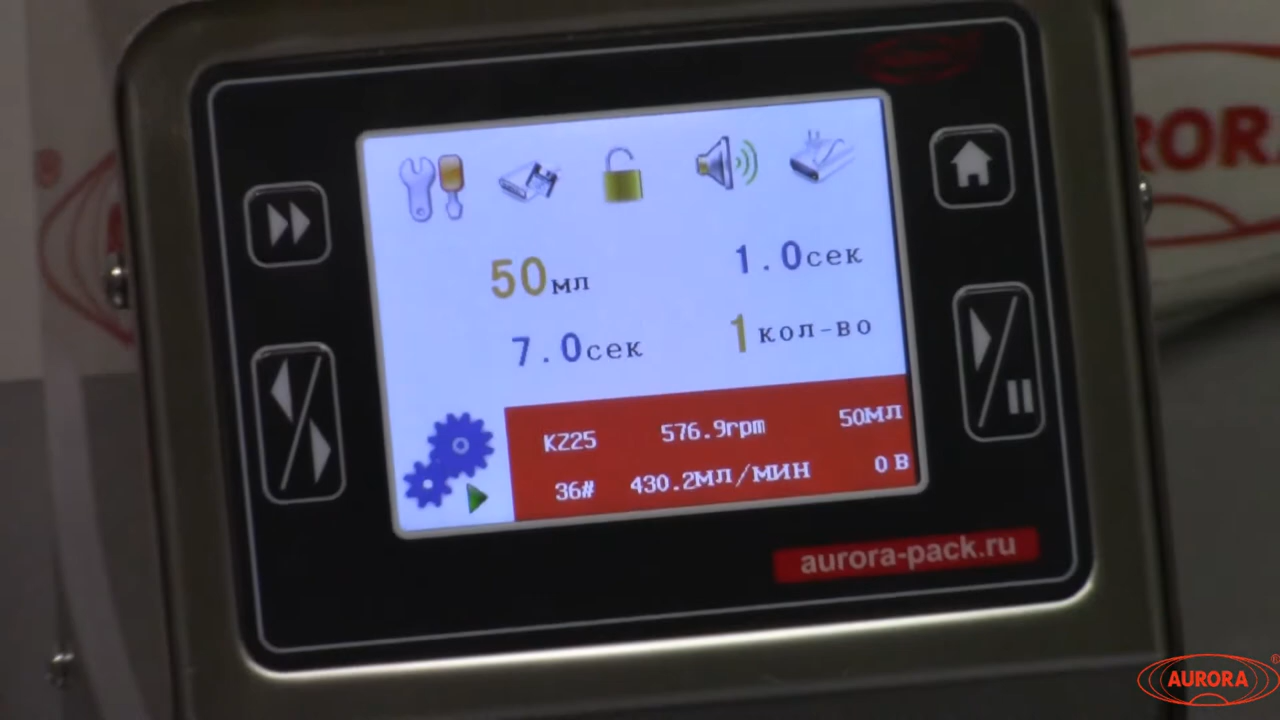 50мл 1.0сек
7.0сек 1кол-во
KZ25 576.9rpm 50МЛ
36# 430.2МЛ/МИН 0 В
aurora-pack.ru
RORA
AURORA
®